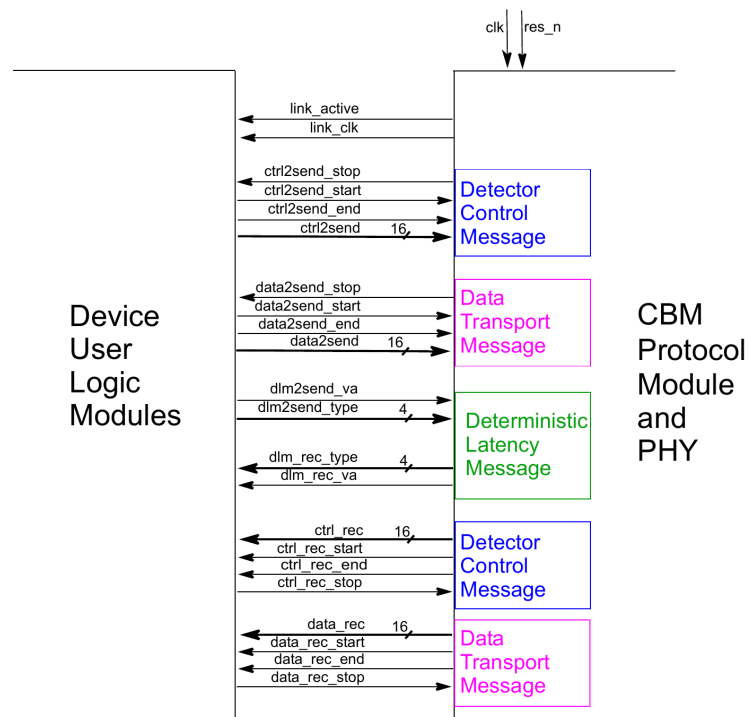 clk
res_n
link_active
link_clk
ctrl2send_stop
ctrl2send_start
ctrl2send_end
ctrl2send 16
Detector
Control
Message
data2send_stop
data2send_start
data2send_end
data2send 16
Data
Transport
Message
Device
User
Logic
Modules
CBM
Protocol
Module
and
PHY
dlm2send_va
dlm2send_type 4
dlm_rec_type 4
dlm_rec_va
Deterministic
Latency
Message
ctrl_rec 16
ctrl_rec_start
ctrl_rec_end
ctrl_rec_stop
Detector
Control
Message
data_rec 16
data_rec_start
data_rec_end
data_rec_stop
Data
Transport
Message